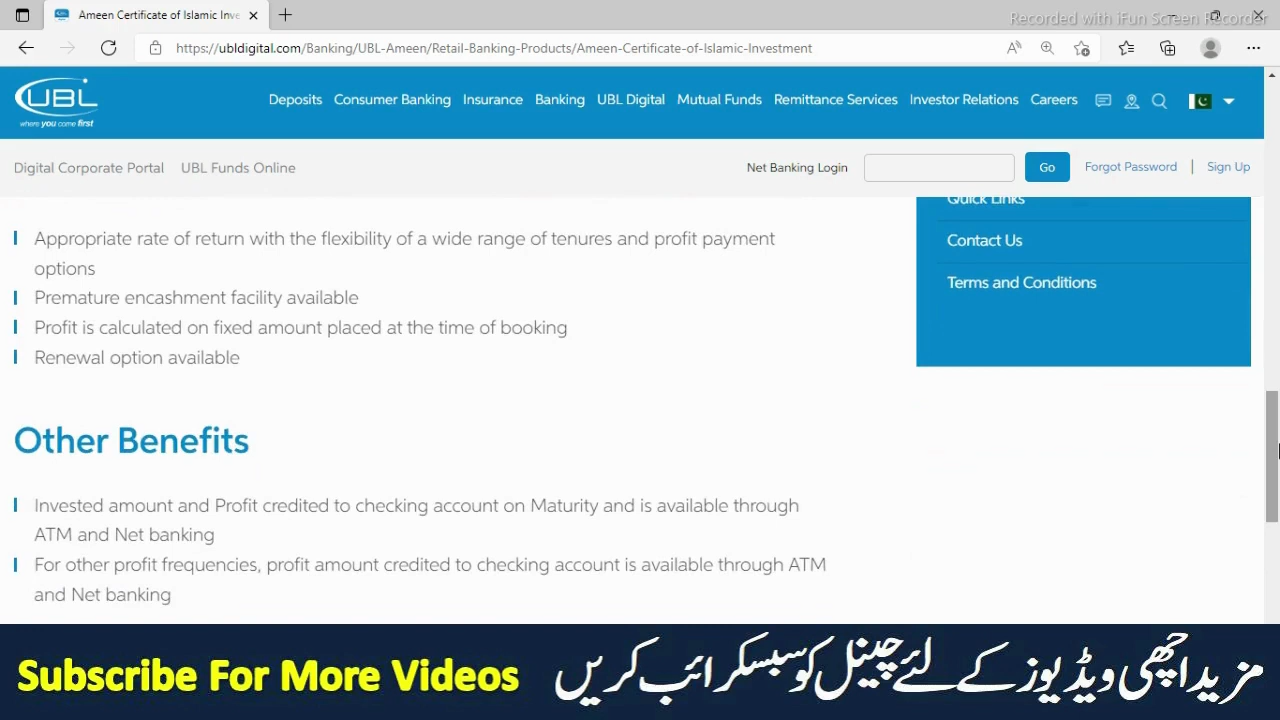 Ameen Certificate of Islamic Inve
Recorded with iFun Screen Recorder
https://ubldigital.com/Banking/UBL-Ameen/Retail-Banking-Products/Ameen-Certificate-of-Islamic-Investment
UBL
where you come first
Deposits Consumer Banking Insurance Banking UBL Digital Mutual Funds Remittance Services Investor Relations Careers
Digital Corporate Portal UBL Funds Online Net Banking Login Go Forgot Password | Sign Up
Quick Links
Contact Us
Terms and Conditions
Appropriate rate of return with the flexibility of a wide range of tenures and profit payment
options
Premature encashment facility available
Profit is calculated on fixed amount placed at the time of booking
Renewal option available
Other Benefits
Invested amount and Profit credited to checking account on Maturity and is available through
ATM and Net banking
For other profit frequencies, profit amount credited to checking account is available through ATM
and Net banking
Subscribe For More Videos
مزید اچھی ویڈیوز کے لئے چینل کو سبسکرائب کریں